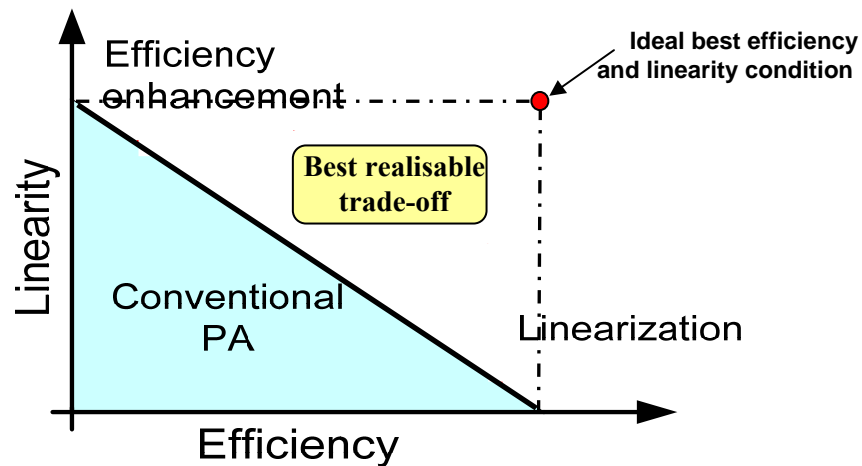 Efficiency
enhancement
Ideal best efficiency
and linearity condition
Best realisable
trade-off
Linearity
Conventional
PA
Linearization
Efficiency